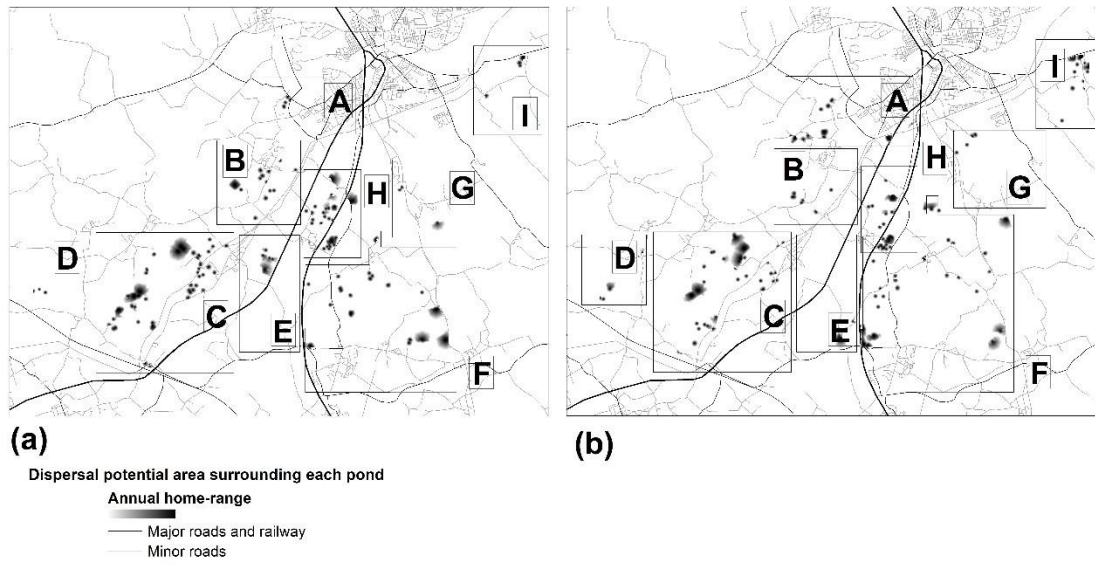 A
B
C
D
E
F
G
H
I
A
B
C
D
E
F
G
H
I
(a)
(b)
Dispersal potential area surrounding each pond
Annual home-range
Major roads and railway
Minor roads